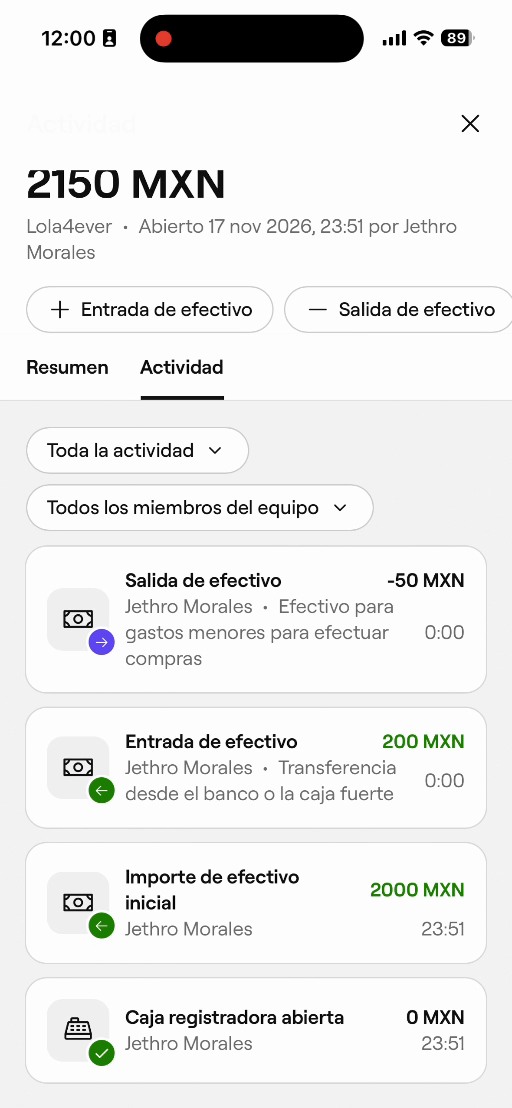 12:00
89
Actividad
2150 MXN
Lola4ever • Abierto 17 nov 2026, 23:51 por Jethro
Morales
Entrada de efectivo
Salida de efectivo
Resumen
Actividad
Toda la actividad
Todos los miembros del equipo
Salida de efectivo
-50 MXN
Jethro Morales • Efectivo para
gastos menores para efectuar
compras
0:00
Entrada de efectivo
200 MXN
Jethro Morales • Transferencia
desde el banco o la caja fuerte
0:00
Importe de efectivo
inicial
2000 MXN
Jethro Morales
23:51
Caja registradora abierta
0 MXN
Jethro Morales
23:51